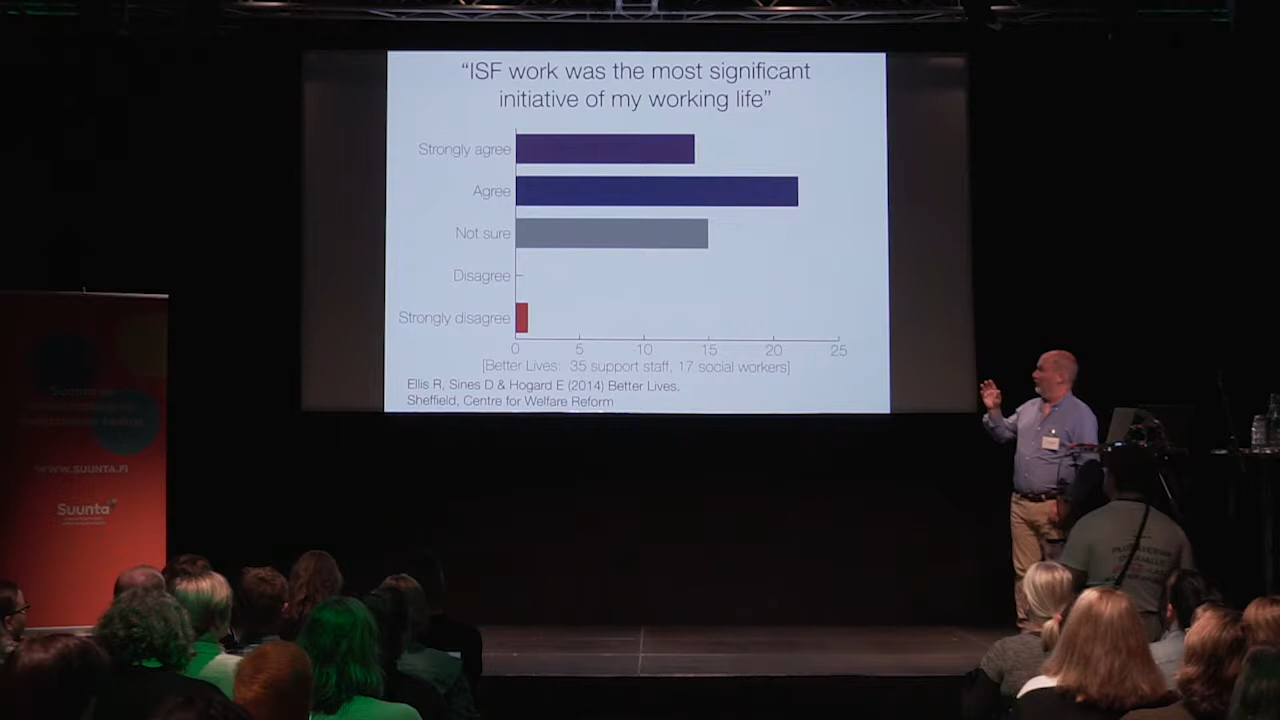 “ISF work was the most significant
initiative of my working life”
Strongly agree
Agree
Not sure
Disagree
Strongly disagree
0 5 10 15 20 25
[Better Lives: 35 support staff, 17 social workers]
Ellis R, Sines D & Hogard E (2014) Better Lives.
Sheffield, Centre for Welfare Reform
WWW.SUUNTA.FI
Suunta